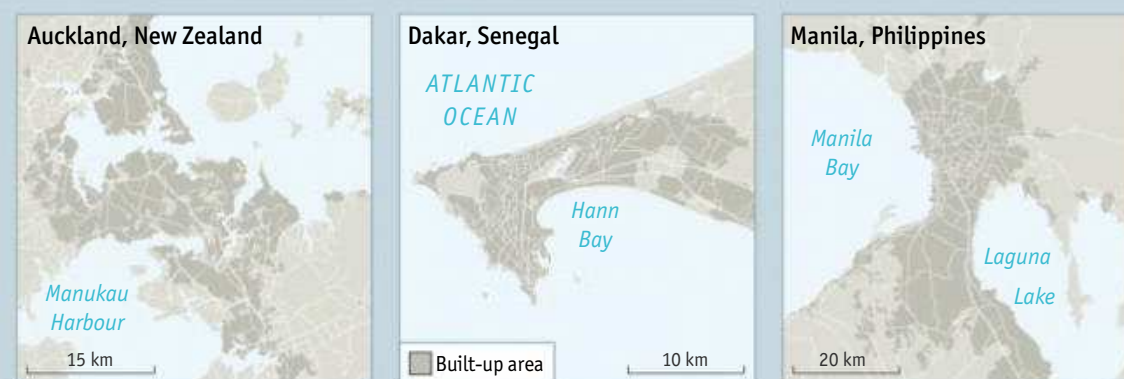 Auckland, New Zealand
Manukau
Harbour
15 km
Dakar, Senegal
ATLANTIC
OCEAN
Hann
Bay
Built-up area
10 km
Manila, Philippines
Manila
Bay
Laguna
Lake
20 km